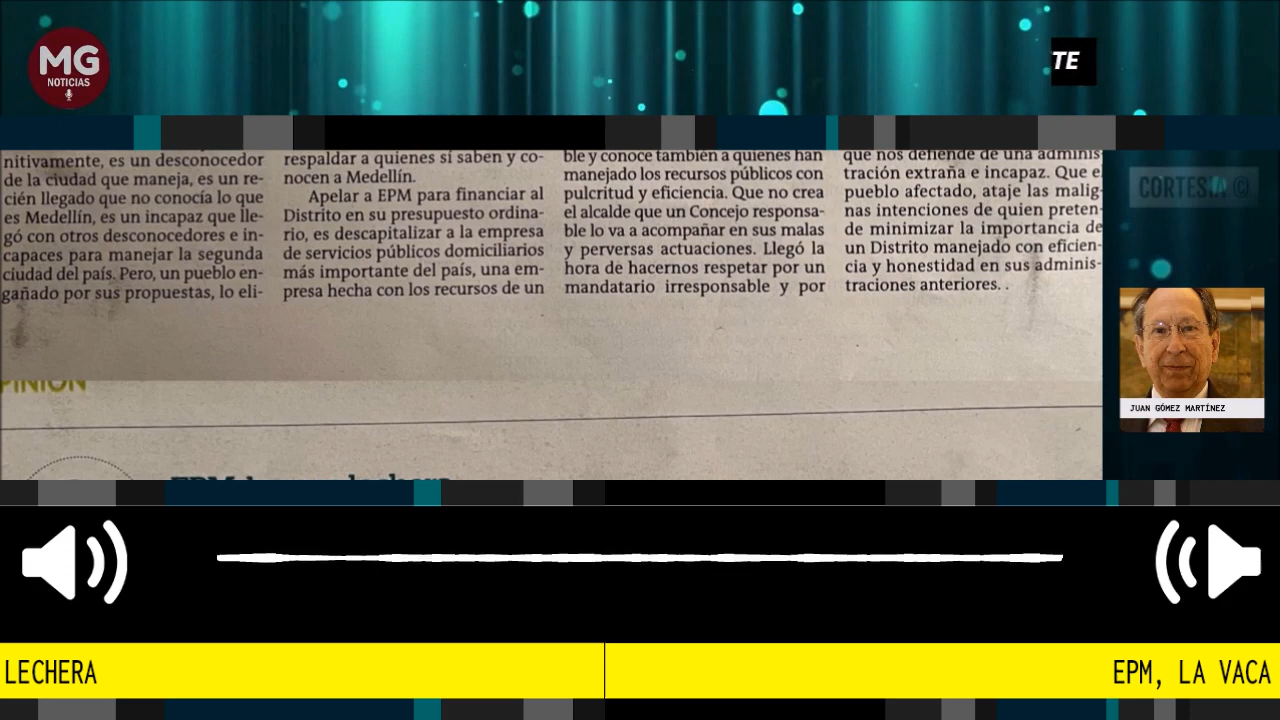 MG
NOTICIAS
TE
nitivamente, es un desconocedor
de la ciudad que maneja, es un re-
cién llegado que no conocía lo que
es Medellín, es un incapaz que lle-
gó con otros desconocedores e in-
capaces para manejar la segunda
ciudad del país. Pero, un pueblo en-
gañado por sus propuestas, lo eli-
respaldar a quienes sí saben y co-
nocen a Medellín.
Apelar a EPM para financiar al
Distrito en su presupuesto ordina-
rio, es descapitalizar a la empresa
de servicios públicos domiciliarios
más importante del país, una em-
presa hecha con los recursos de un
ble y conoce también a quienes han
manejado los recursos públicos con
pulcritud y eficiencia. Que no crea
el alcalde que un Concejo responsa-
ble lo va a acompañar en sus malas
y perversas actuaciones. Llegó la
hora de hacernos respetar por un
mandatario irresponsable y por
que nos defiende de una adminis-
tración extraña e incapaz. Que e
pueblo afectado, ataje las malig-
nas intenciones de quien preten-
de minimizar la importancia de
un Distrito manejado con eficien-
cia y honestidad en sus adminis-
traciones anteriores. .
CORTESÍA ©
JUAN GÓMEZ MARTÍNEZ
PINIÓN
LECHERA
EPM, LA VACA